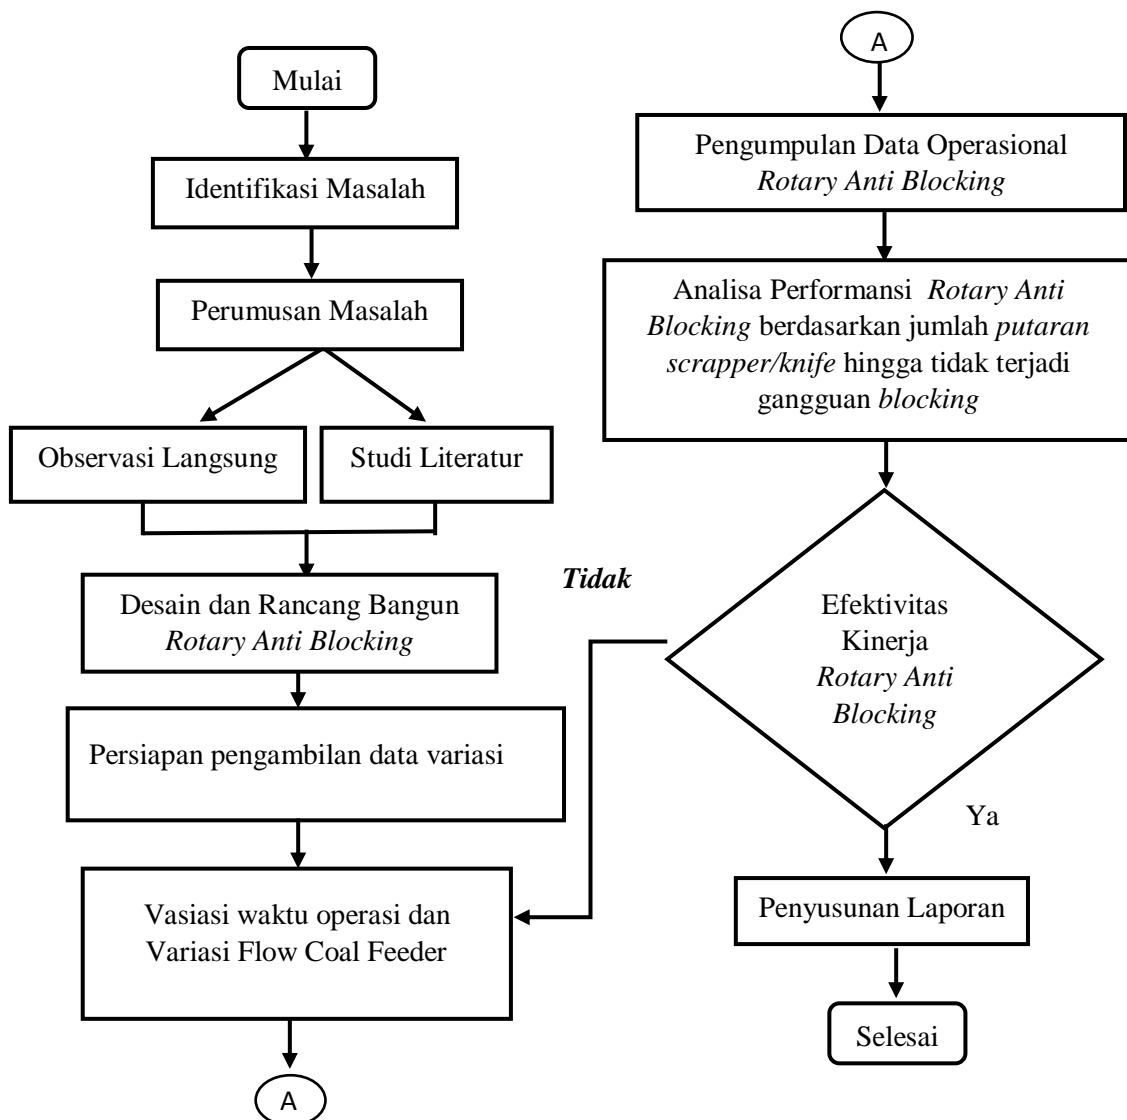 Mulai
Identifikasi Masalah
Perumusan Masalah
Observasi Langsung
Studi Literatur
Desain dan Rancang Bangun
Rotary Anti Blocking
Persiapan pengambilan data variasi
Vasiasi waktu operasi dan
Variasi Flow Coal Feeder
A
A
Pengumpulan Data Operasional
Rotary Anti Blocking
Analisa Performansi Rotary Anti
Blocking berdasarkan jumlah putaran
scrapper/knife hingga tidak terjadi
gangguan blocking
Efektivitas
Kinerja
Rotary Anti
Blocking
Tidak
Ya
Penyusunan Laporan
Selesai